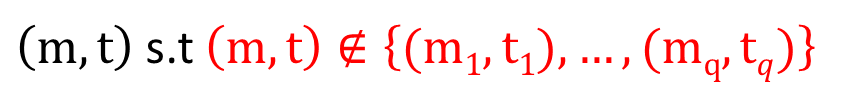 (m, t) s.t (m, t) ∉ {(m₁, t₁), …, (m_q, t_q)}